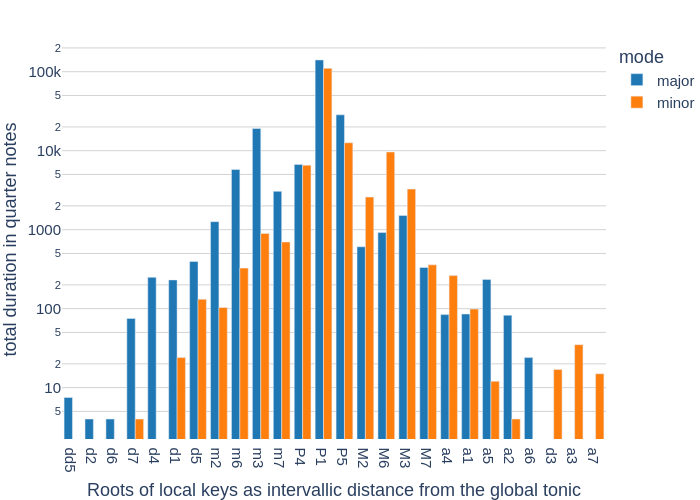 mode
major
minor
total duration in quarter notes
2
100k
5
2
10k
5
2
1000
5
2
100
5
2
10
5
dd5 d2 d6 d7 d4 d1 d5 m2 m6 m3 m7 P4 P1 P5 M2 M6 M3 M7 a4 a1 a5 a2 a6 d3 a3 a7
Roots of local keys as intervallic distance from the global tonic